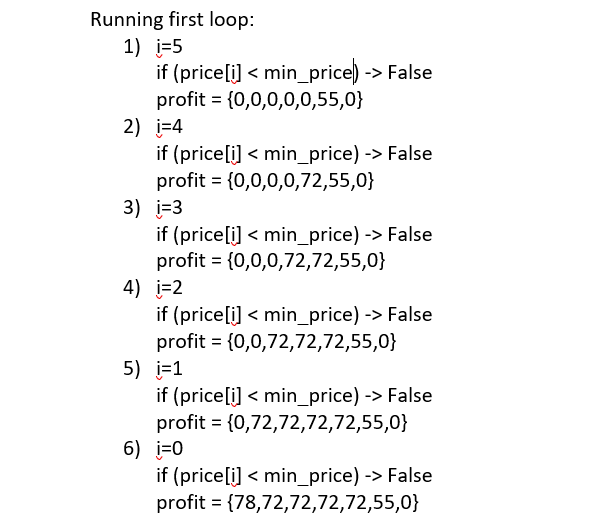 Running first loop:
1) i=5
if (price[i] < min_price) -> False
profit = {0,0,0,0,0,55,0}
2) i=4
if (price[i] < min_price) -> False
profit = {0,0,0,0,72,55,0}
3) i=3
if (price[i] < min_price) -> False
profit = {0,0,0,72,72,55,0}
4) i=2
if (price[i] < min_price) -> False
profit = {0,0,72,72,72,55,0}
5) i=1
if (price[i] < min_price) -> False
profit = {0,72,72,72,72,55,0}
6) i=0
if (price[i] < min_price) -> False
profit = {78,72,72,72,72,55,0}